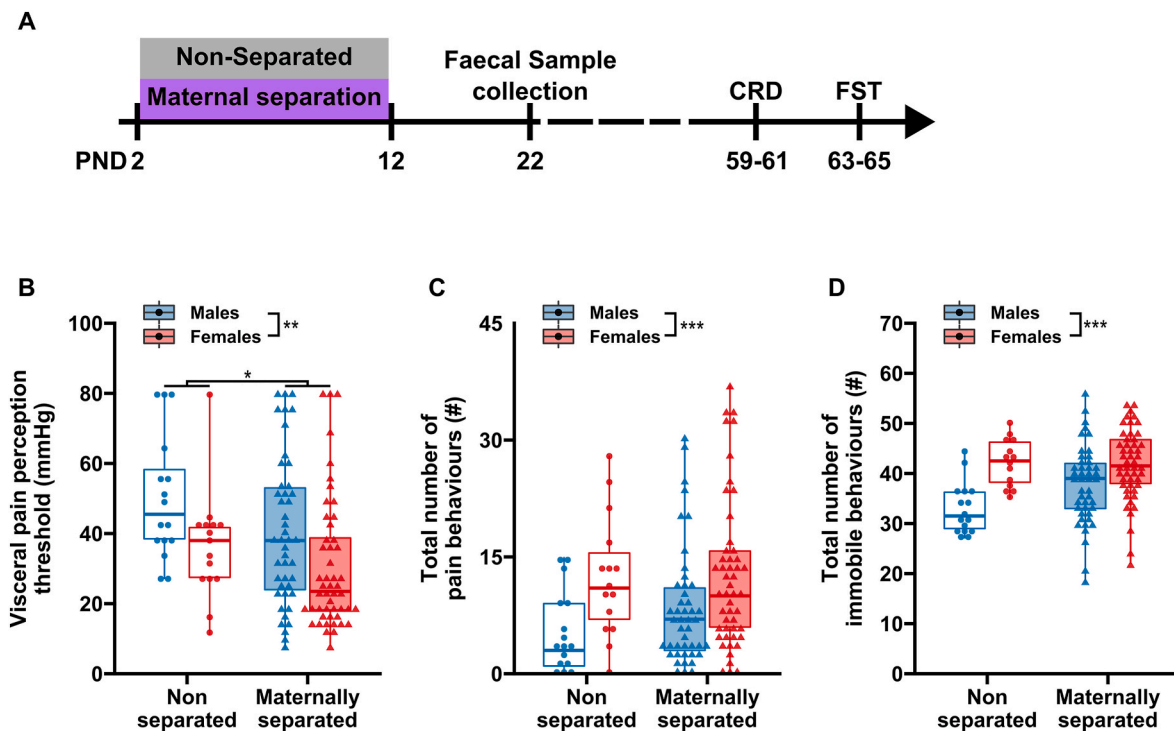 A
Non-Separated
Maternal separation
Faecal Sample
collection
CRD
FST
PND 2
12
22
59-61
63-65
B
Males
Females
**
*
Visceral pain perception
threshold (mmHg)
100
80
60
40
20
0
Non
separated
Maternally
separated
C
Males
Females
***
Total number of
pain behaviours (#)
45
30
15
0
Non
separated
Maternally
separated
D
Males
Females
***
Total number of
immobile behaviours (#)
70
60
50
40
30
20
10
0
Non
separated
Maternally
separated